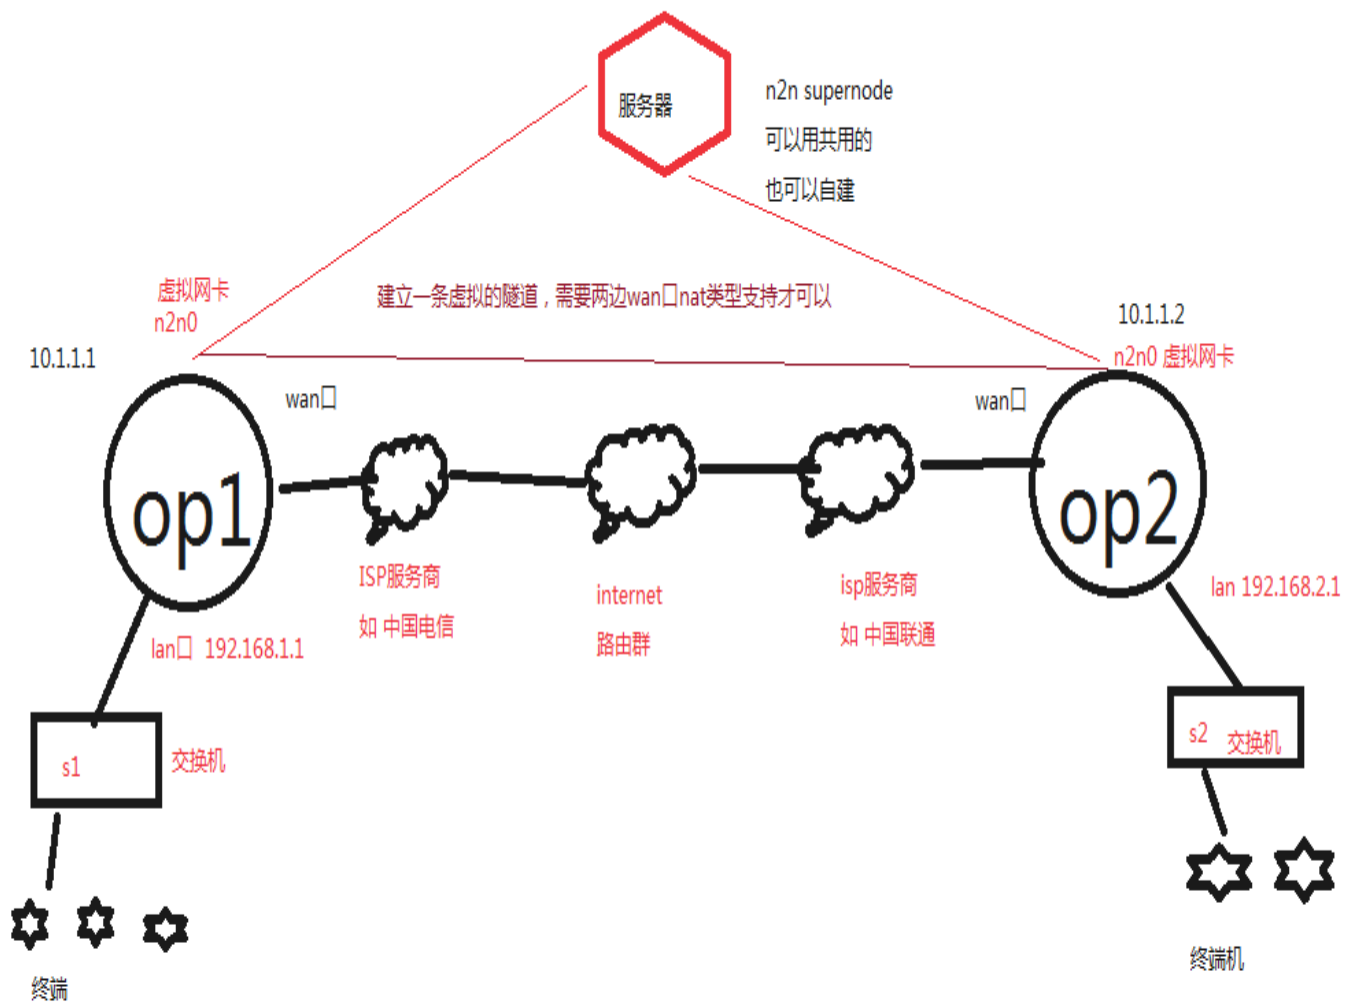 服务器
n2n supernode
可以用共用的
也可以自建
虚拟网卡
n2n0
建立一条虚拟的隧道，需要两边wan口nat类型支持才可以
10.1.1.2
n2n0 虚拟网卡
10.1.1.1
wan口
wan口
op1
op2
ISP服务商
如 中国电信
internet
路由群
isp服务商
如 中国联通
lan 192.168.2.1
lan口 192.168.1.1
s1
交换机
s2
交换机
终端
终端机